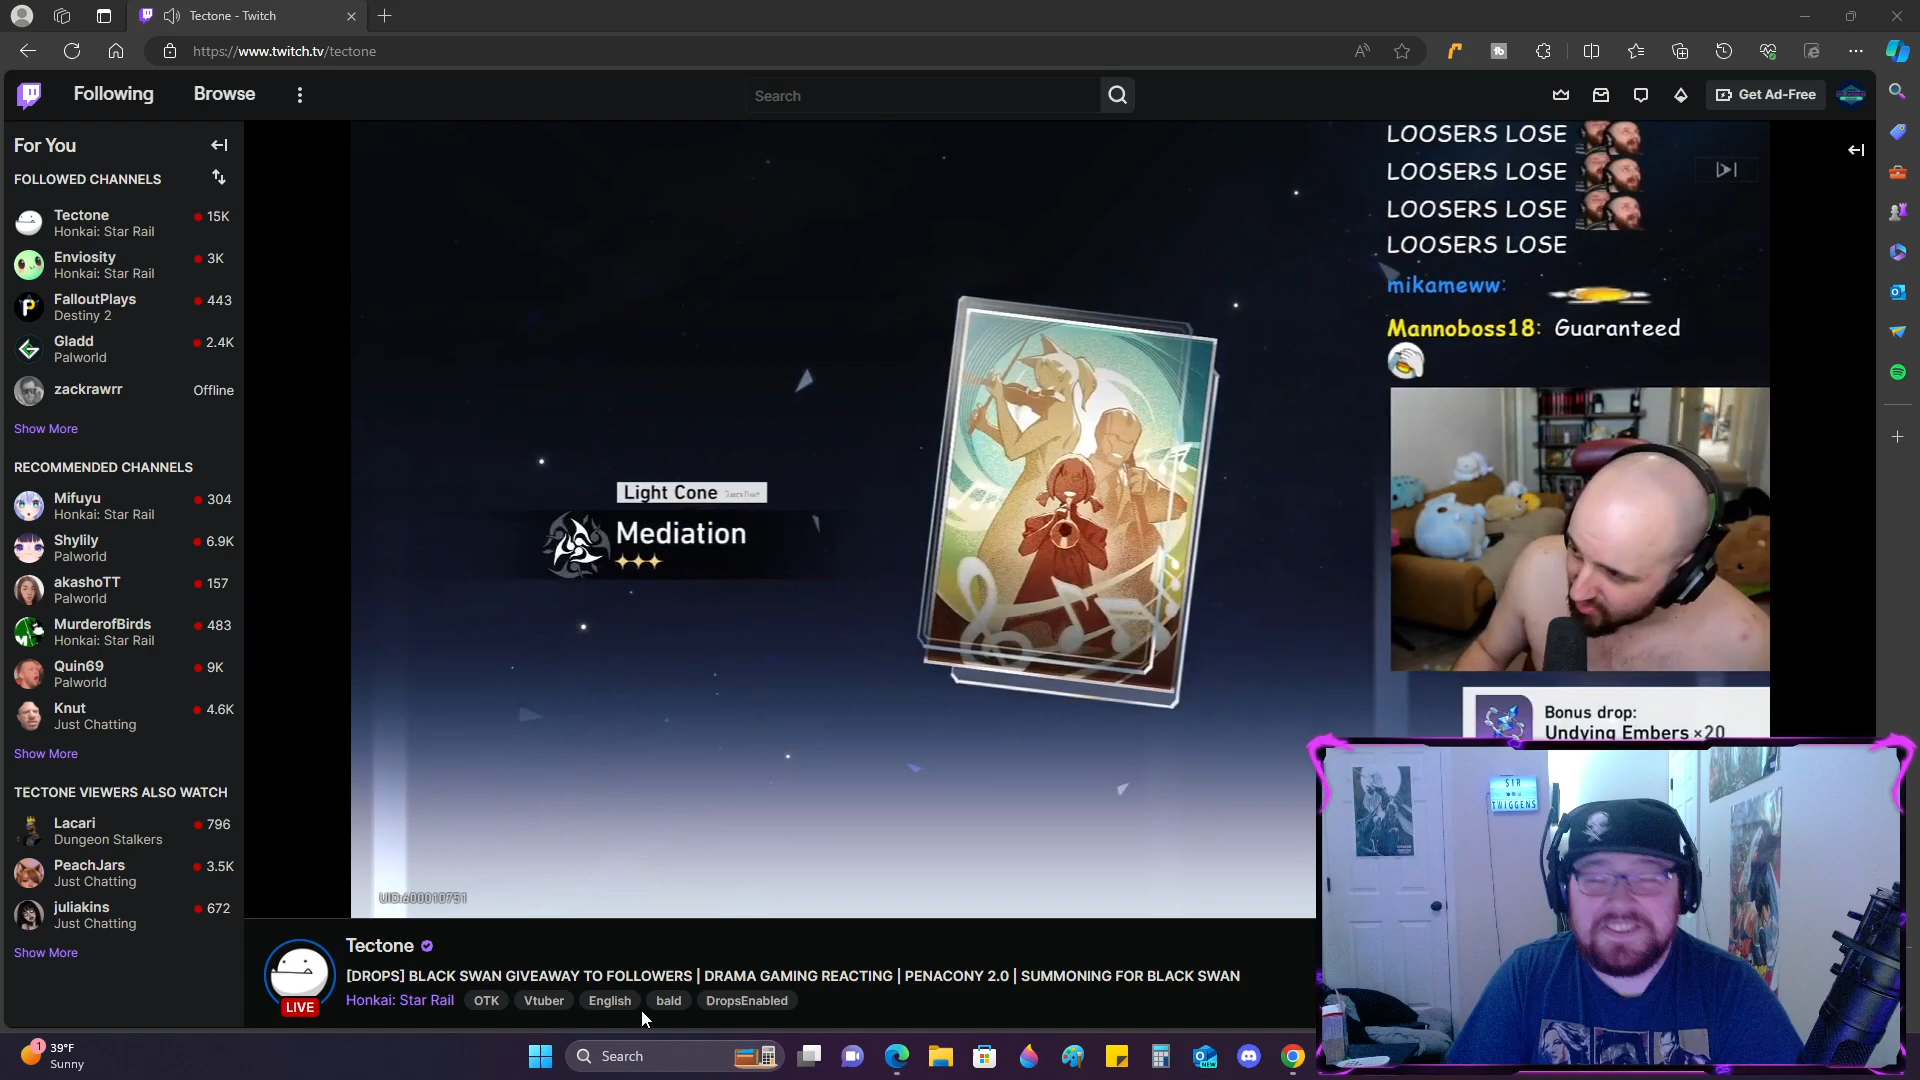 Tectone - Twitch
https://www.twitch.tv/tectone
Following
Browse
Search
Get Ad-Free
For You
FOLLOWED CHANNELS
Tectone
15K
Honkai: Star Rail
Enviosity
3K
Honkai: Star Rail
FalloutPlays
443
Destiny 2
Gladd
2.4K
Palworld
zackrawrr
Offline
Show More
RECOMMENDED CHANNELS
Mifuyu
304
Honkai: Star Rail
Shylily
6.9K
Palworld
akashoTT
157
Palworld
MurderofBirds
483
Honkai: Star Rail
Quin69
9K
Palworld
Knut
4.6K
Just Chatting
Show More
TECTONE VIEWERS ALSO WATCH
Lacari
796
Dungeon Stalkers
PeachJars
3.5K
Just Chatting
juliakins
672
Just Chatting
Show More
LOOSERS LOSE
LOOSERS LOSE
LOOSERS LOSE
LOOSERS LOSE
mikameww:
Mannoboss18: Guaranteed
Light Cone
Mediation
Bonus drop:
Undying Embers ×20
UID:600010751
SIR
TWIGGENS
Tectone
[DROPS] BLACK SWAN GIVEAWAY TO FOLLOWERS | DRAMA GAMING REACTING | PENACONY 2.0 | SUMMONING FOR BLACK SWAN
LIVE
Honkai: Star Rail
OTK
Vtuber
English
bald
DropsEnabled
1
39°F
Sunny
Search
NEW